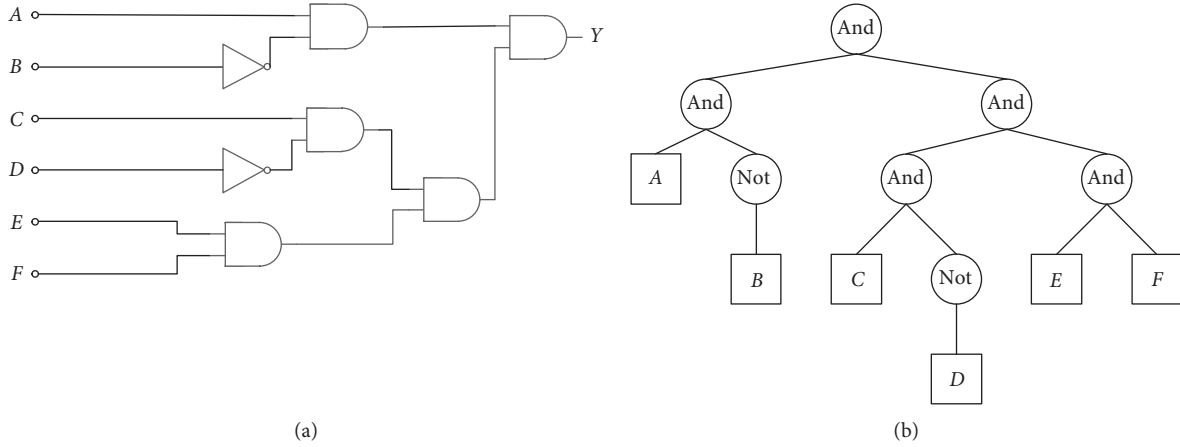 A
B
C
D
E
F
Y
(a)
And
And And
A Not And And
B C Not E F
D
(b)